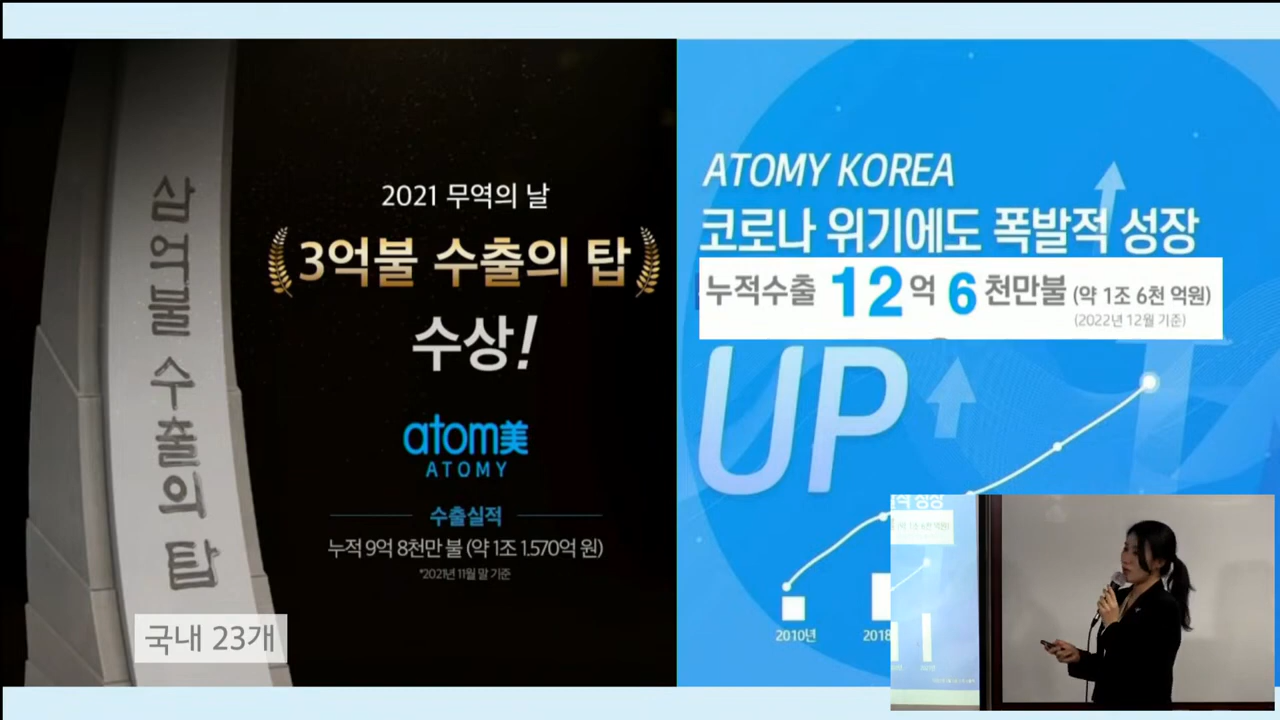 삼억불 수출의 탑
국내 23개
2021 무역의 날
3억불 수출의 탑
수상!
atom美
ATOMY
수출실적
누적 9억 8천만 불 (약 1조 1,570억 원)
*2021년 11월 말 기준
ATOMY KOREA
코로나 위기에도 폭발적 성장
누적수출 12억 6천만불 (약 1조 6천 억원)
(2022년 12월 기준)
UP
2010년
2018
성장